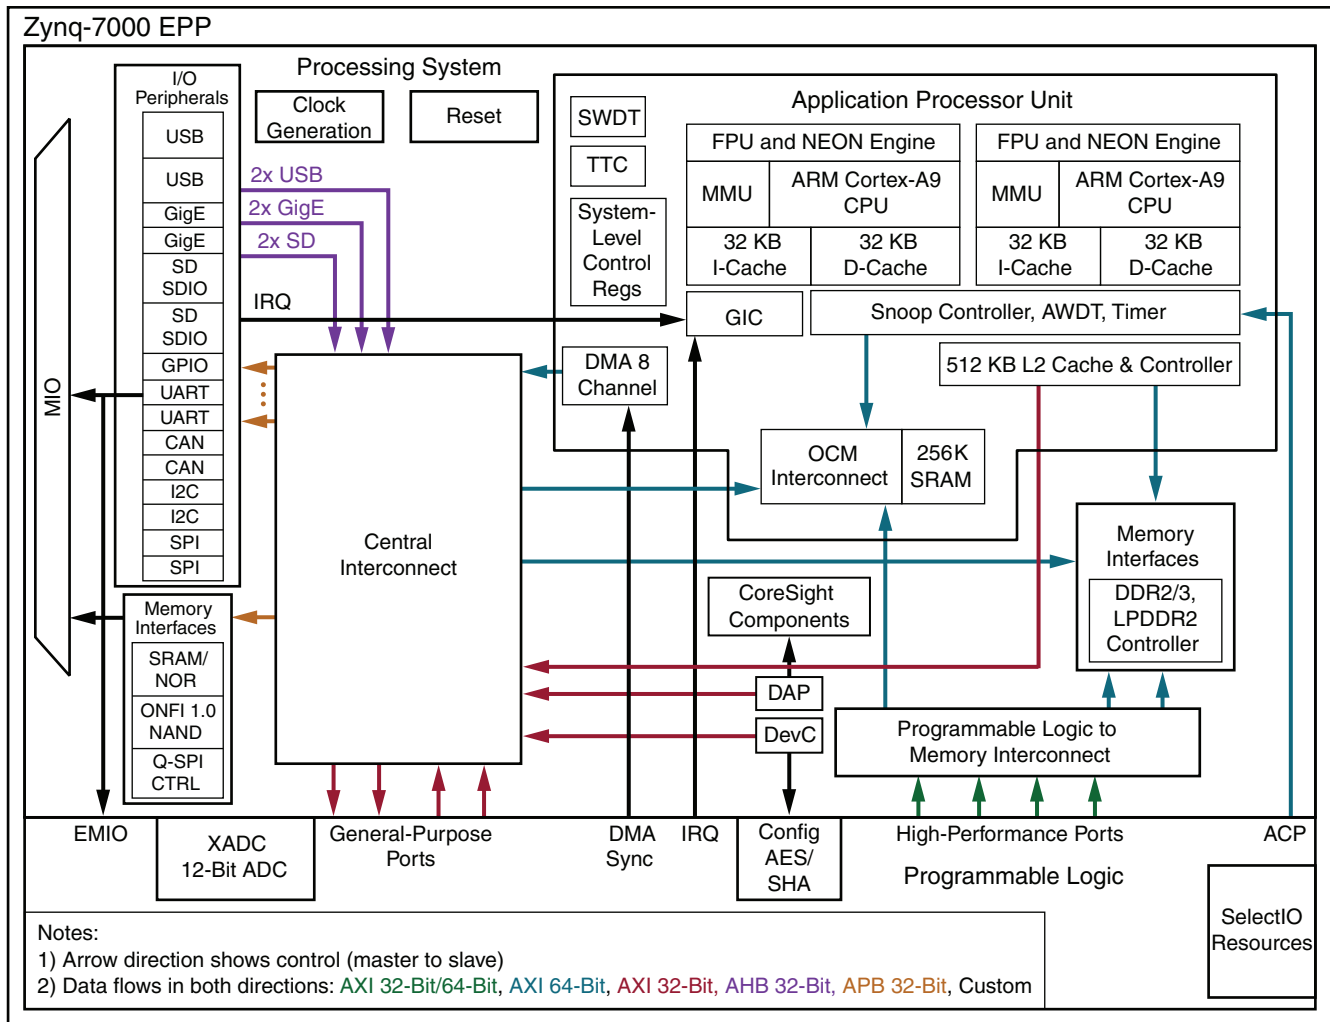 Zynq-7000 EPP
Processing System
I/O
Peripherals
USB
USB
GigE
GigE
SD
SDIO
SD
SDIO
GPIO
UART
UART
CAN
CAN
I2C
I2C
SPI
SPI
MIO
Clock
Generation
Reset
2x USB
2x GigE
2x SD
IRQ
Application Processor Unit
SWDT
TTC
System-
Level
Control
Regs
FPU and NEON Engine
MMU
ARM Cortex-A9
CPU
32 KB
I-Cache
32 KB
D-Cache
FPU and NEON Engine
MMU
ARM Cortex-A9
CPU
32 KB
I-Cache
32 KB
D-Cache
GIC
Snoop Controller, AWDT, Timer
DMA 8
Channel
512 KB L2 Cache & Controller
OCM
Interconnect
256K
SRAM
Central
Interconnect
Memory
Interfaces
DDR2/3,
LPDDR2
Controller
CoreSight
Components
DAP
DevC
Programmable Logic to
Memory Interconnect
Memory
Interfaces
SRAM/
NOR
ONFI 1.0
NAND
Q-SPI
CTRL
EMIO
XADC
12-Bit ADC
General-Purpose
Ports
DMA
Sync
IRQ
Config
AES/
SHA
High-Performance Ports
ACP
Programmable Logic
SelectIO
Resources
Notes:
1) Arrow direction shows control (master to slave)
2) Data flows in both directions: AXI 32-Bit/64-Bit, AXI 64-Bit, AXI 32-Bit, AHB 32-Bit, APB 32-Bit, Custom